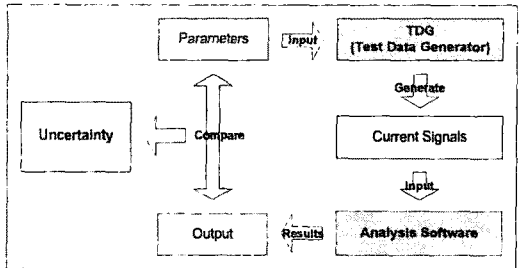 Parameters
Input
TDG
(Test Data Generator)
Generate
Uncertainty
Compare
Current Signals
Input
Output
Results
Analysis Software